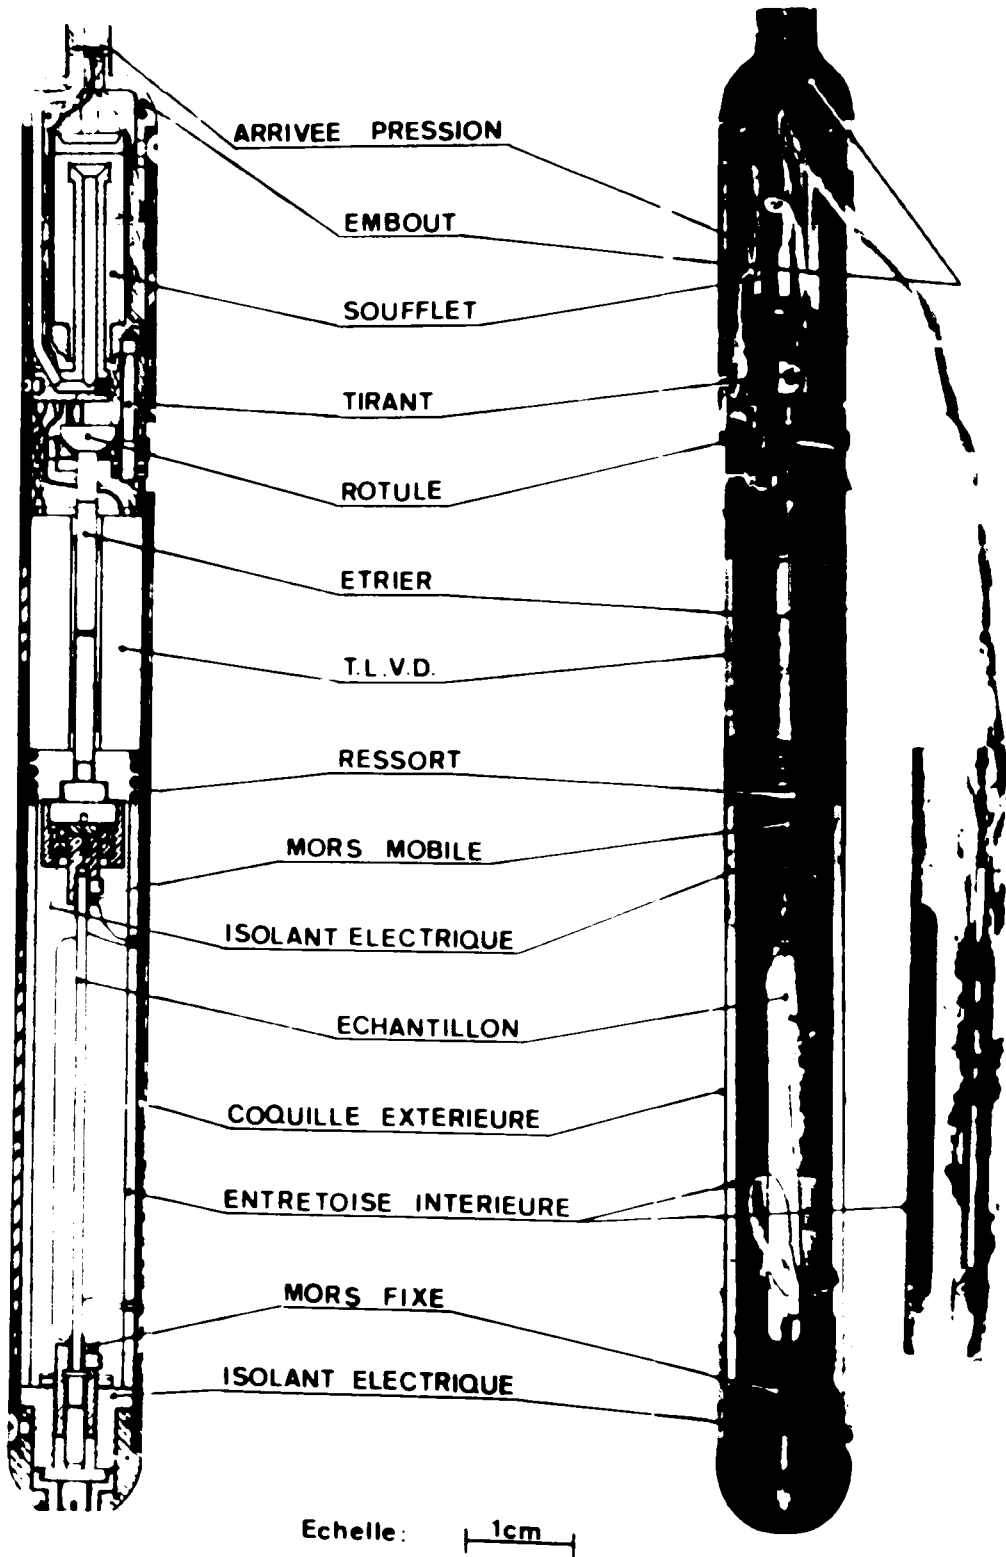 ARRIVEE PRESSION
EMBOUT
SOUFFLET
TIRANT
ROTULE
ETRIER
T.L.V.D.
RESSORT
MORS MOBILE
ISOLANT ELECTRIQUE
ECHANTILLON
COQUILLE EXTERIEURE
ENTRETOISE INTERIEURE
MORS FIXE
ISOLANT ELECTRIQUE
Echelle: 1cm